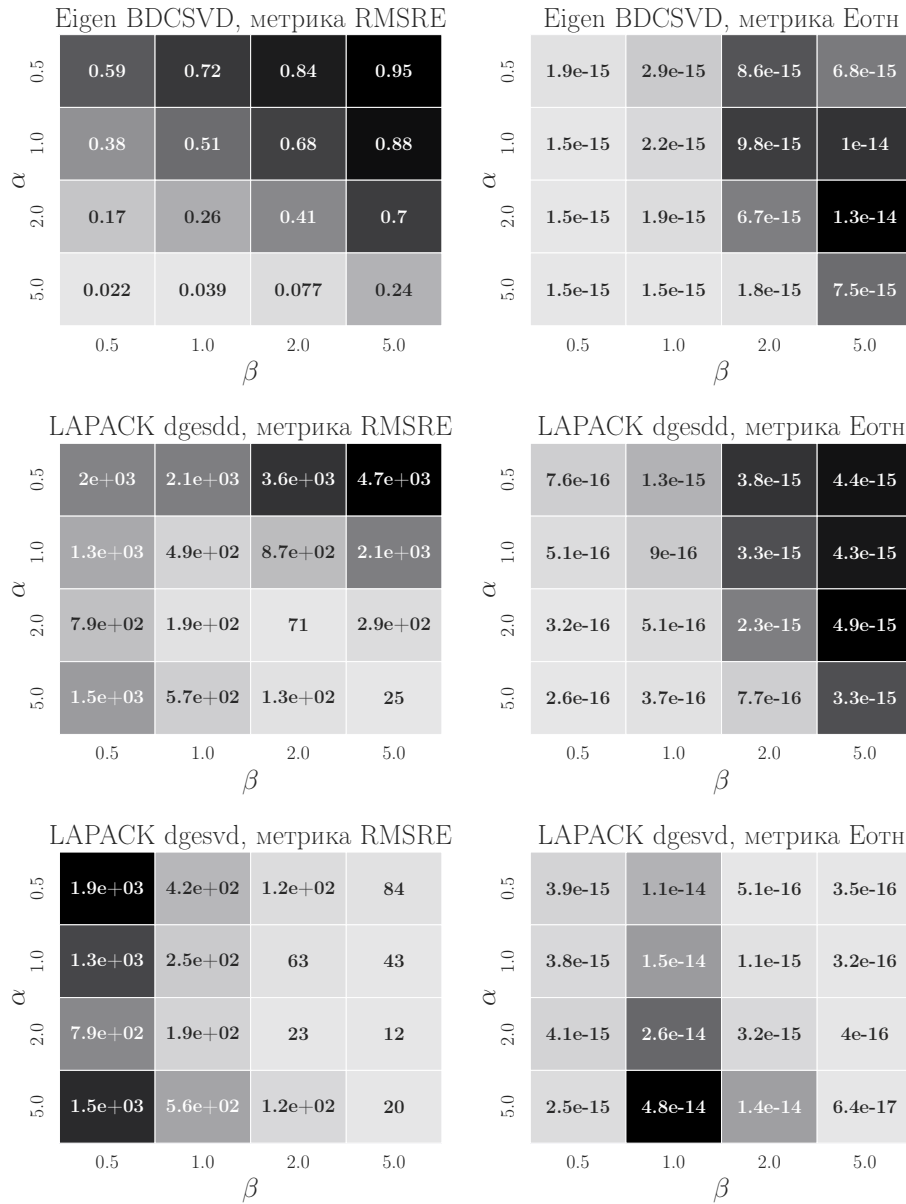 Eigen BDCSVD, метрика RMSRE
α
0.5 0.59 0.72 0.84 0.95
1.0 0.38 0.51 0.68 0.88
2.0 0.17 0.26 0.41 0.7
5.0 0.022 0.039 0.077 0.24
0.5 1.0 2.0 5.0
β
Eigen BDCSVD, метрика Eотн
α
0.5 1.9e-15 2.9e-15 8.6e-15 6.8e-15
1.0 1.5e-15 2.2e-15 9.8e-15 1e-14
2.0 1.5e-15 1.9e-15 6.7e-15 1.3e-14
5.0 1.5e-15 1.5e-15 1.8e-15 7.5e-15
0.5 1.0 2.0 5.0
β
LAPACK dgesdd, метрика RMSRE
α
0.5 2e+03 2.1e+03 3.6e+03 4.7e+03
1.0 1.3e+03 4.9e+02 8.7e+02 2.1e+03
2.0 7.9e+02 1.9e+02 71 2.9e+02
5.0 1.5e+03 5.7e+02 1.3e+02 25
0.5 1.0 2.0 5.0
β
LAPACK dgesdd, метрика Eотн
α
0.5 7.6e-16 1.3e-15 3.8e-15 4.4e-15
1.0 5.1e-16 9e-16 3.3e-15 4.3e-15
2.0 3.2e-16 5.1e-16 2.3e-15 4.9e-15
5.0 2.6e-16 3.7e-16 7.7e-16 3.3e-15
0.5 1.0 2.0 5.0
β
LAPACK dgesvd, метрика RMSRE
α
0.5 1.9e+03 4.2e+02 1.2e+02 84
1.0 1.3e+03 2.5e+02 63 43
2.0 7.9e+02 1.9e+02 23 12
5.0 1.5e+03 5.6e+02 1.2e+02 20
0.5 1.0 2.0 5.0
β
LAPACK dgesvd, метрика Eотн
α
0.5 3.9e-15 1.1e-14 5.1e-16 3.5e-16
1.0 3.8e-15 1.5e-14 1.1e-15 3.2e-16
2.0 4.1e-15 2.6e-14 3.2e-15 4e-16
5.0 2.5e-15 4.8e-14 1.4e-14 6.4e-17
0.5 1.0 2.0 5.0
β